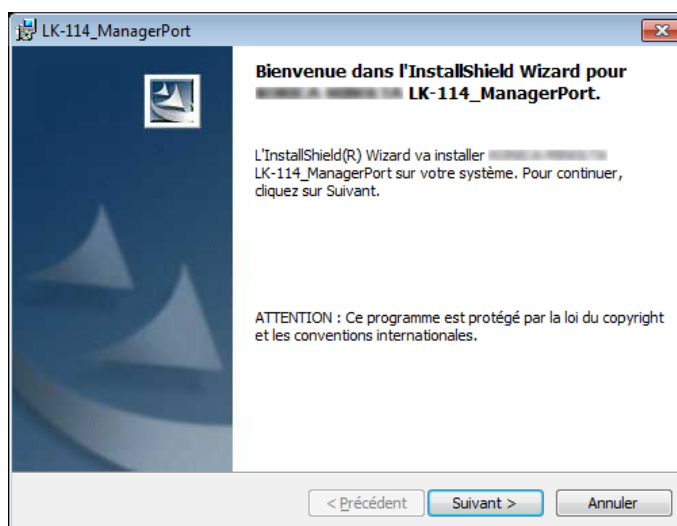 LK-114_ManagerPort
Bienvenue dans l'InstallShield Wizard pour
LK-114_ManagerPort.
L'InstallShield(R) Wizard va installer
LK-114_ManagerPort sur votre système. Pour continuer,
cliquez sur Suivant.
ATTENTION : Ce programme est protégé par la loi du copyright
et les conventions internationales.
< Précédent
Suivant >
Annuler